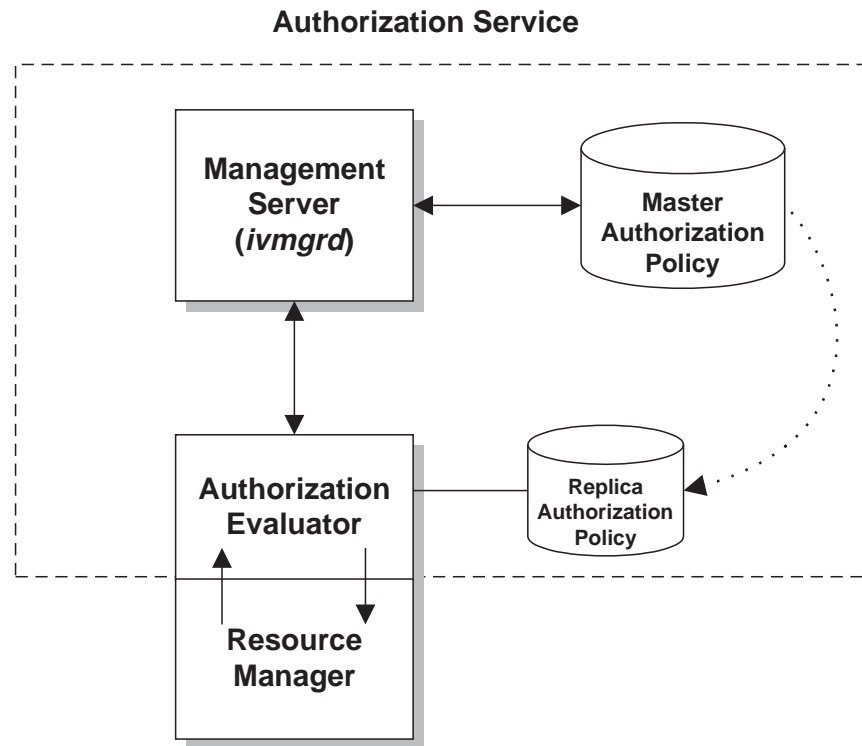 Authorization Service
Management
Server
(ivmgrd)
Master
Authorization
Policy
Authorization
Evaluator
Replica
Authorization
Policy
Resource
Manager